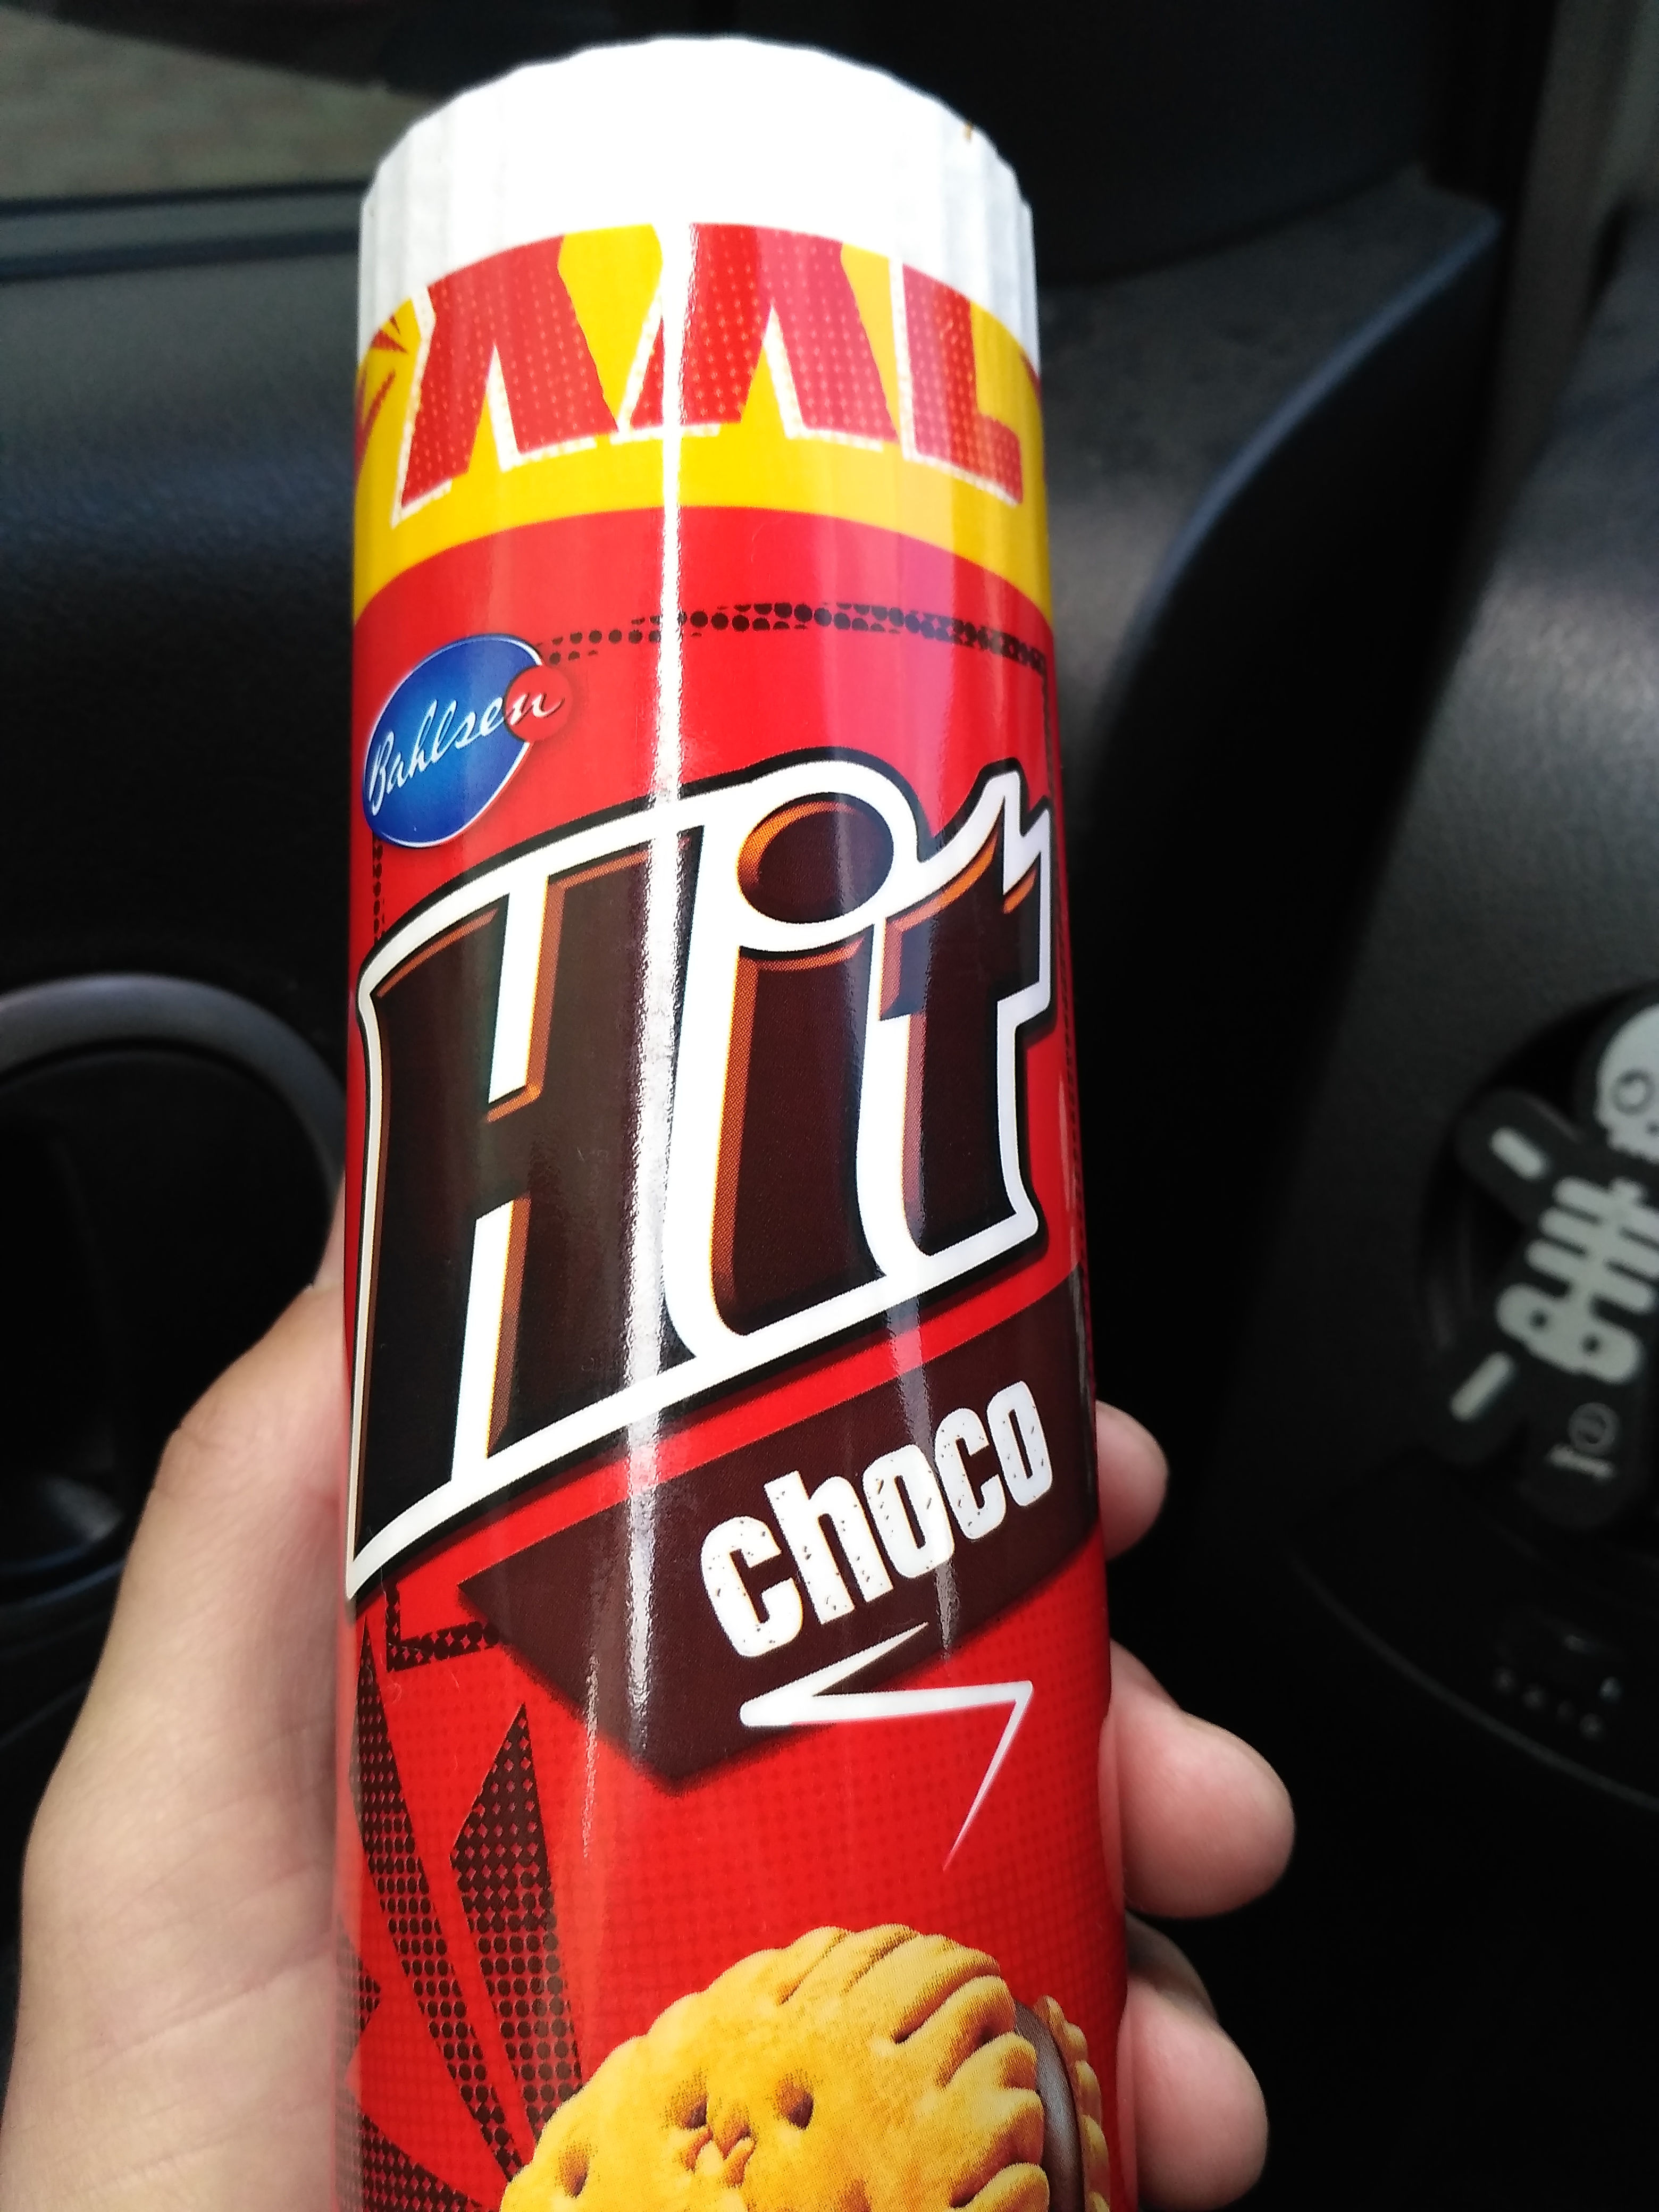 XXL
Bahlsen
Hit
choco